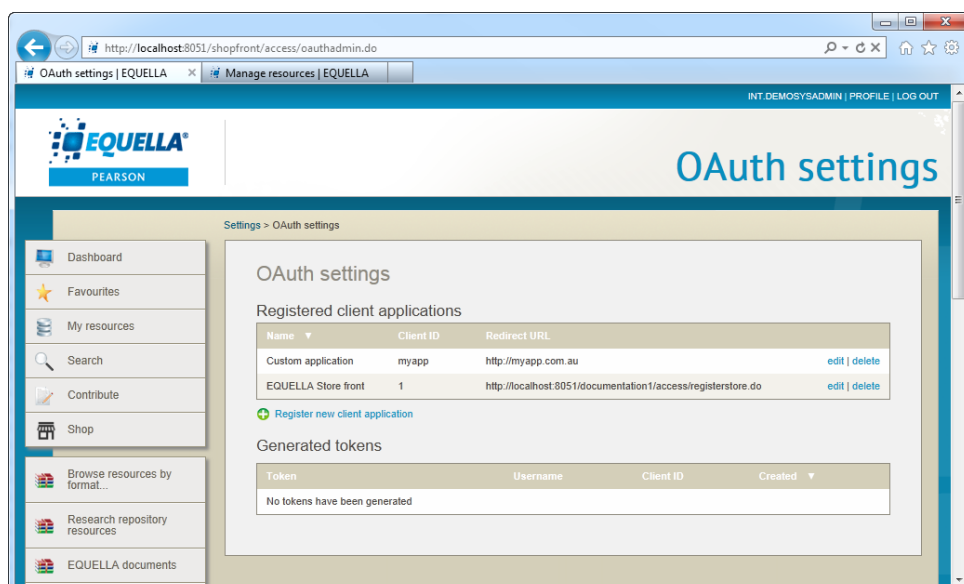 http://localhost:8051/shopfront/access/oauthadmin.do
OAuth settings | EQUELLA
Manage resources | EQUELLA
INT.DEMOSYSADMIN | PROFILE | LOG OUT
EQUELLA®
PEARSON
OAuth settings
Settings > OAuth settings
Dashboard
Favourites
My resources
Search
Contribute
Shop
Browse resources by
format...
Research repository
resources
EQUELLA documents
OAuth settings
Registered client applications
Name ▼ Client ID Redirect URL
Custom application myapp http://myapp.com.au edit | delete
EQUELLA Store front 1 http://localhost:8051/documentation1/access/registerstore.do edit | delete
Register new client application
Generated tokens
Token Username Client ID Created ▼
No tokens have been generated